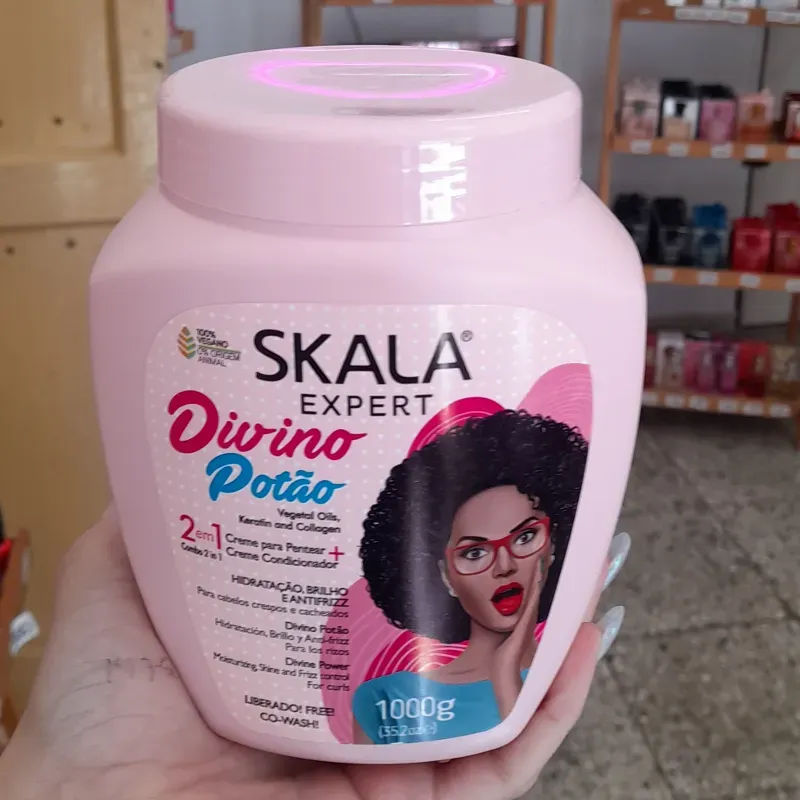 100%
VEGANO
0% ORIGEM
ANIMAL
SKALA®
EXPERT
Divino
Potão
Vegetal Oils,
Keratin and Collagen
2 em 1 Creme para Pentear +
Combo 2 in 1 Creme Condicionador
HIDRATAÇÃO, BRILHO
E ANTIFRIZZ
Para cabelos crespos e cacheados
Divino Potão
Hidratación, Brillo y Anti-frizz
Para los rizos
Divine Power
Moisturizing, Shine and Frizz control
For curls
LIBERADO! FREE!
CO-WASH!
1000g
(35.2oz℮)